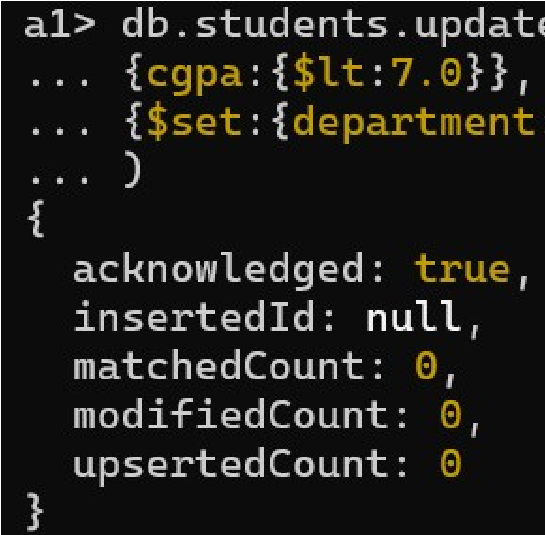 a1> db.students.update
... {cgpa:{$lt:7.0}},
... {$set:{department
... )
{
  acknowledged: true,
  insertedId: null,
  matchedCount: 0,
  modifiedCount: 0,
  upsertedCount: 0
}